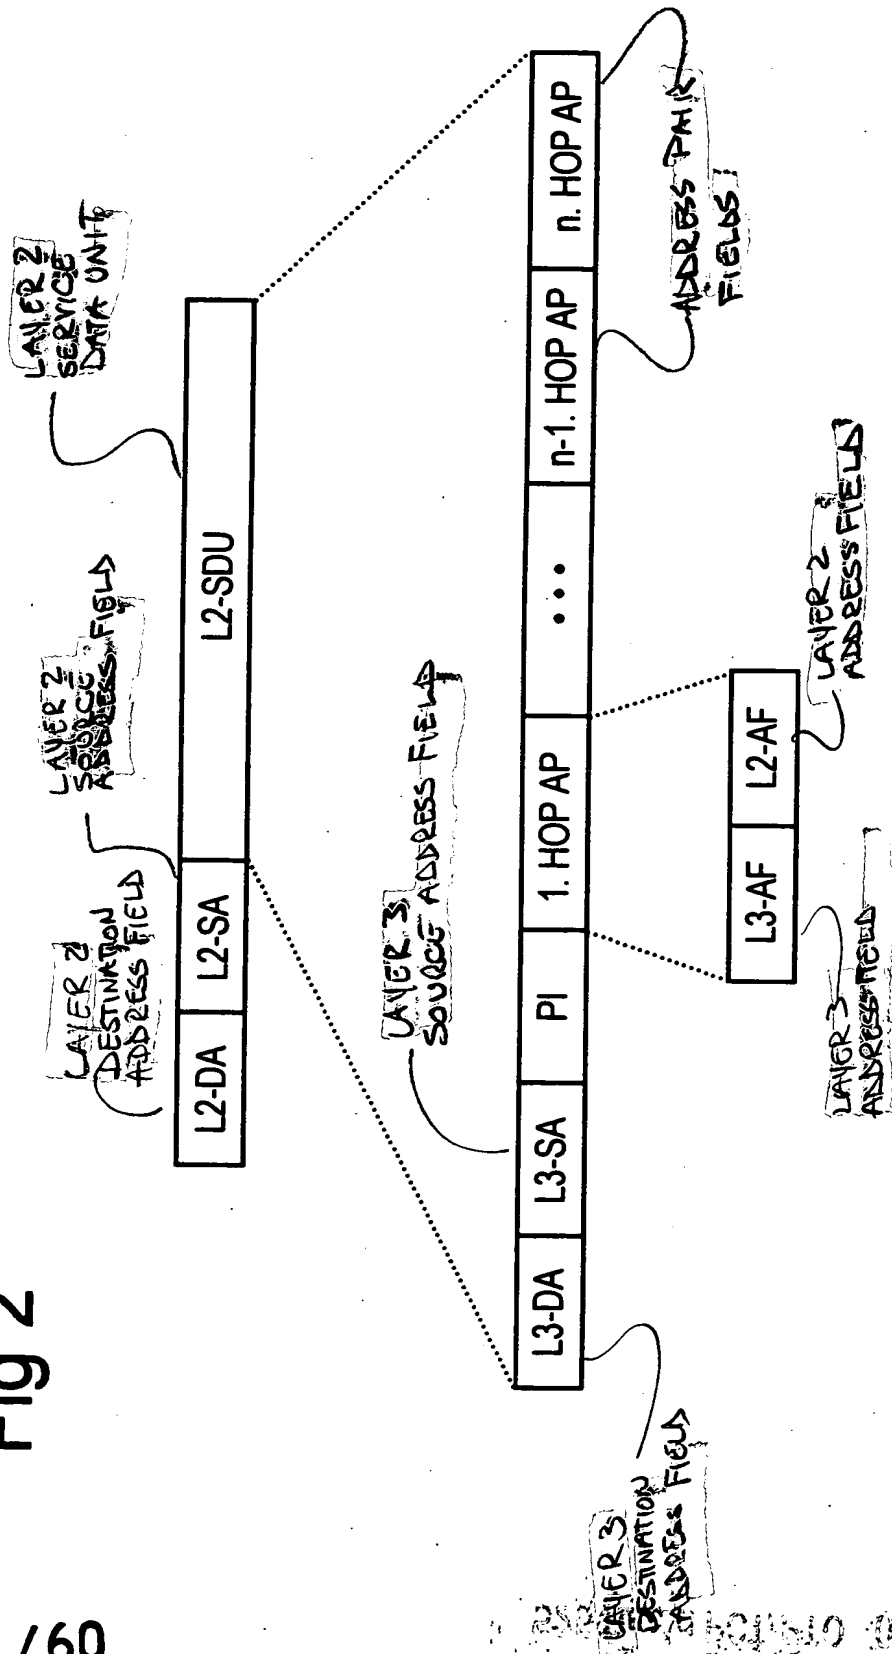 Fig 2
/60
LAYER 2
DESTINATION
ADDRESS FIELD
LAYER 2
SOURCE
ADDRESS FIELD
LAYER 2
SERVICE
DATA UNIT
L2-DA
L2-SA
L2-SDU
LAYER 3
SOURCE ADDRESS FIELD
L3-DA
L3-SA
PI
1. HOP AP
•••
n-1. HOP AP
n. HOP AP
LAYER 3
DESTINATION
ADDRESS FIELD
ADDRESS PAIR
FIELDS
L3-AF
L2-AF
LAYER 3
ADDRESS FIELD
LAYER 2
ADDRESS FIELD